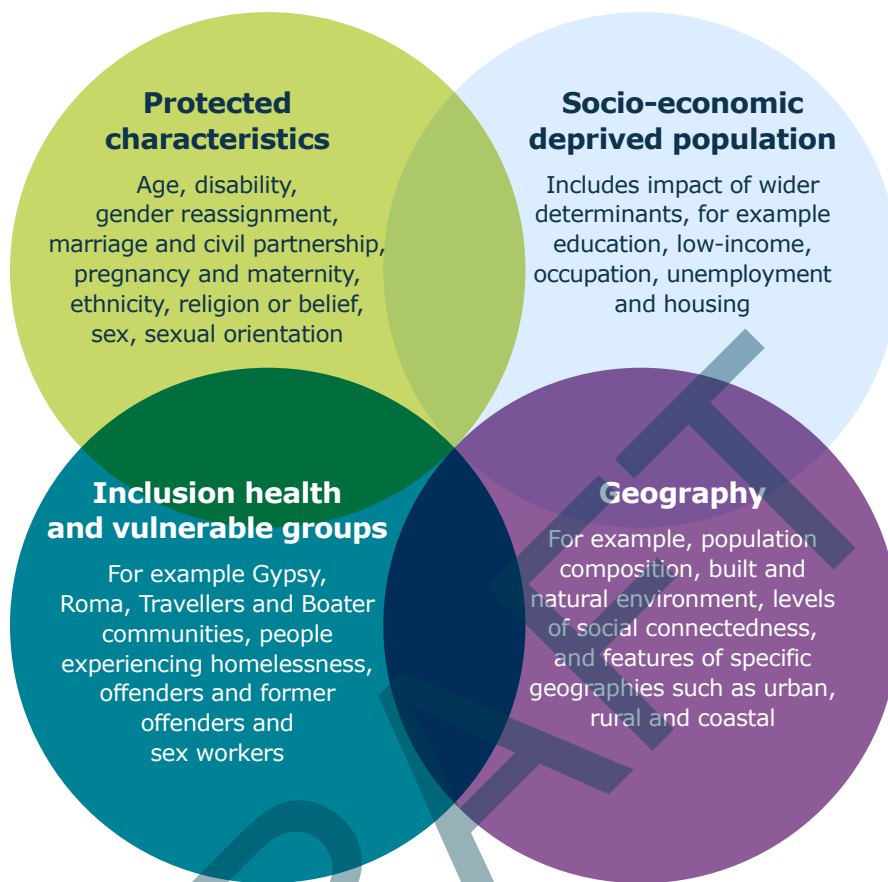 Protected
characteristics
Age, disability,
gender reassignment,
marriage and civil partnership,
pregnancy and maternity,
ethnicity, religion or belief,
sex, sexual orientation
Socio-economic
deprived population
Includes impact of wider
determinants, for example
education, low-income,
occupation, unemployment
and housing
Inclusion health
and vulnerable groups
For example Gypsy,
Roma, Travellers and Boater
communities, people
experiencing homelessness,
offenders and former
offenders and
sex workers
Geography
For example, population
composition, built and
natural environment, levels
of social connectedness,
and features of specific
geographies such as urban,
rural and coastal
DRAFT